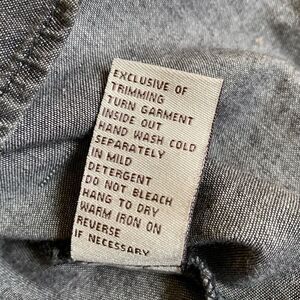 EXCLUSIVE OF
TRIMMING
TURN GARMENT
INSIDE OUT
HAND WASH COLD
SEPARATELY
IN MILD
DETERGENT
DO NOT BLEACH
HANG TO DRY
WARM IRON ON
REVERSE
IF NECESSARY